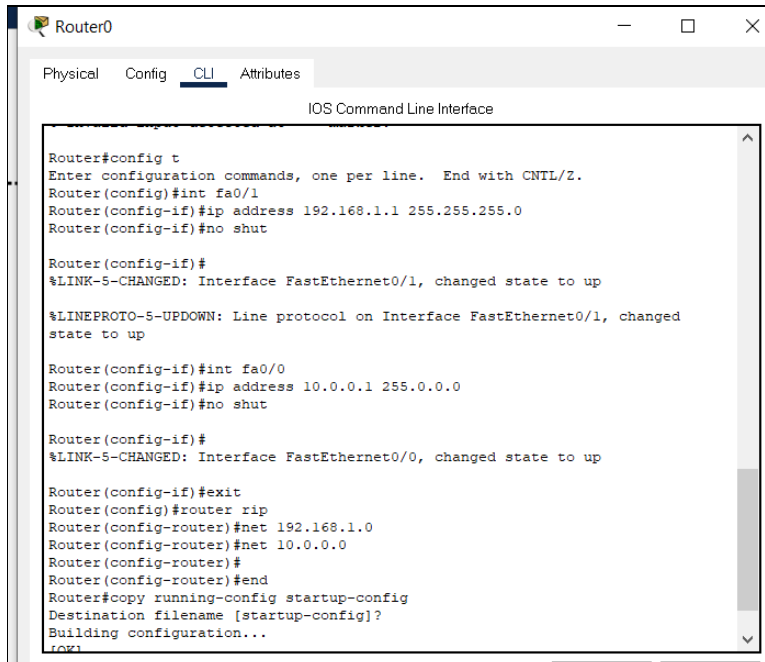 Router0
Physical Config CLI Attributes
IOS Command Line Interface
Router#config t
Enter configuration commands, one per line.  End with CNTL/Z.
Router(config)#int fa0/1
Router(config-if)#ip address 192.168.1.1 255.255.255.0
Router(config-if)#no shut
Router(config-if)#
%LINK-5-CHANGED: Interface FastEthernet0/1, changed state to up
%LINEPROTO-5-UPDOWN: Line protocol on Interface FastEthernet0/1, changed
state to up
Router(config-if)#int fa0/0
Router(config-if)#ip address 10.0.0.1 255.0.0.0
Router(config-if)#no shut
Router(config-if)#
%LINK-5-CHANGED: Interface FastEthernet0/0, changed state to up
Router(config-if)#exit
Router(config)#router rip
Router(config-router)#net 192.168.1.0
Router(config-router)#net 10.0.0.0
Router(config-router)#
Router(config-router)#end
Router#copy running-config startup-config
Destination filename [startup-config]?
Building configuration...
[OK]